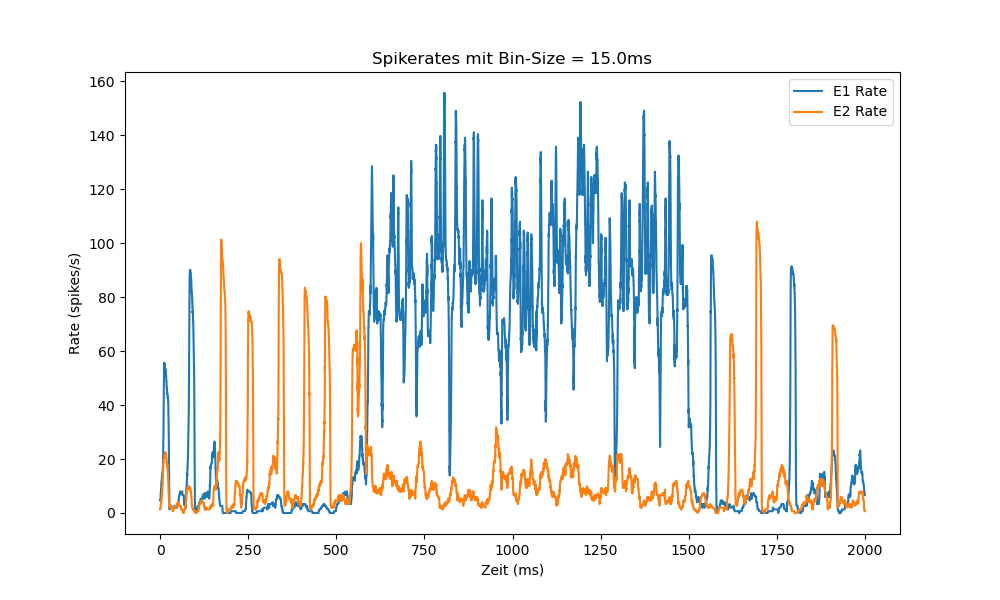 Spikerates mit Bin-Size = 15.0ms
E1 Rate
E2 Rate
Rate (spikes/s)
160
140
120
100
80
60
40
20
0
0 250 500 750 1000 1250 1500 1750 2000
Zeit (ms)